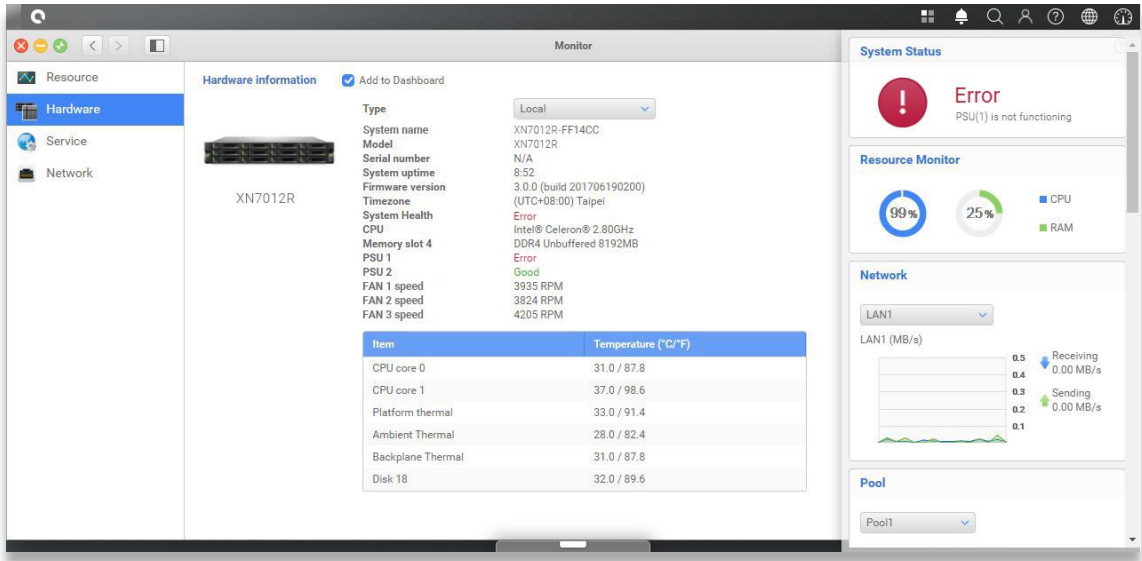 Monitor
Resource
Hardware
Service
Network
Hardware information
Add to Dashboard
XN7012R
Type Local
System name XN7012R-FF14CC
Model XN7012R
Serial number N/A
System uptime 8:52
Firmware version 3.0.0 (build 201706190200)
Timezone (UTC+08:00) Taipei
System Health Error
CPU Intel® Celeron® 2.80GHz
Memory slot 4 DDR4 Unbuffered 8192MB
PSU 1 Error
PSU 2 Good
FAN 1 speed 3935 RPM
FAN 2 speed 3824 RPM
FAN 3 speed 4205 RPM
Item Temperature (°C/°F)
CPU core 0 31.0 / 87.8
CPU core 1 37.0 / 98.6
Platform thermal 33.0 / 91.4
Ambient Thermal 28.0 / 82.4
Backplane Thermal 31.0 / 87.8
Disk 18 32.0 / 89.6
System Status
Error
PSU(1) is not functioning
Resource Monitor
99%
25%
CPU
RAM
Network
LAN1
LAN1 (MB/s)
0.5
0.4
0.3
0.2
0.1
Receiving
0.00 MB/s
Sending
0.00 MB/s
Pool
Pool1